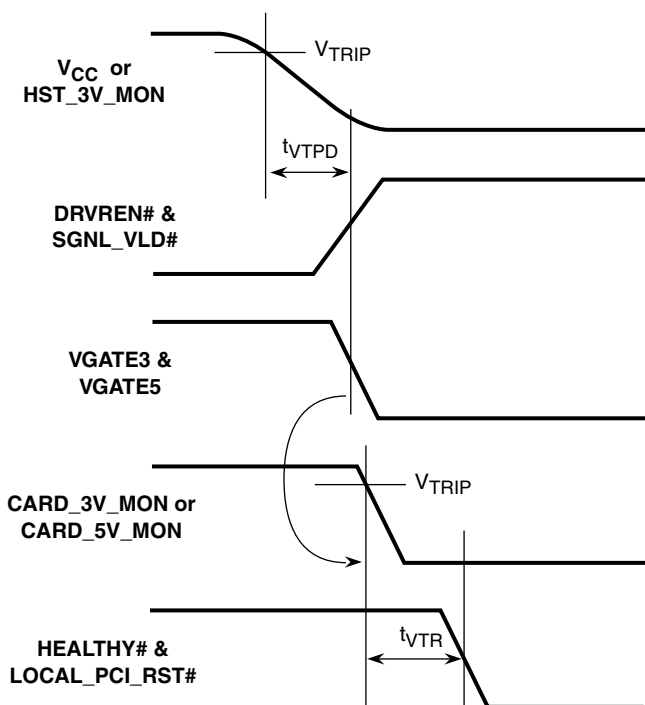 V_TRIP
V_CC or
HST_3V_MON
t_VTPD
DRVREN# &
SGNL_VLD#
VGATE3 &
VGATE5
V_TRIP
CARD_3V_MON or
CARD_5V_MON
t_VTR
HEALTHY# &
LOCAL_PCI_RST#